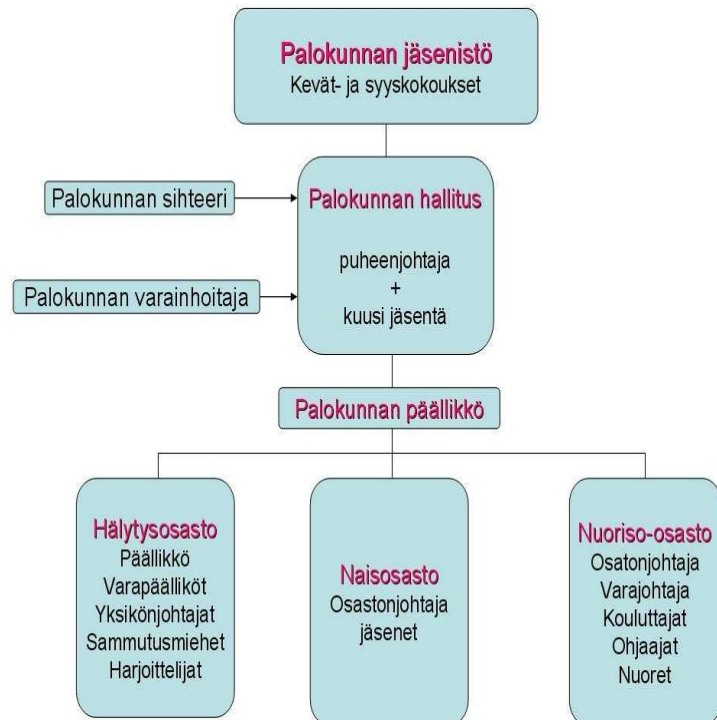 Palokunnan jäsenistö
Kevät- ja syyskokoukset
Palokunnan sihteeri
Palokunnan hallitus
puheenjohtaja
+
kuusi jäsentä
Palokunnan varainhoitaja
Palokunnan päällikkö
Hälytysosasto
Päällikkö
Varapäälliköt
Yksikönjohtajat
Sammutusmiehet
Harjoittelijat
Naisosasto
Osastonjohtaja
jäsenet
Nuoriso-osasto
Osatonjohtaja
Varajohtaja
Kouluttajat
Ohjaajat
Nuoret